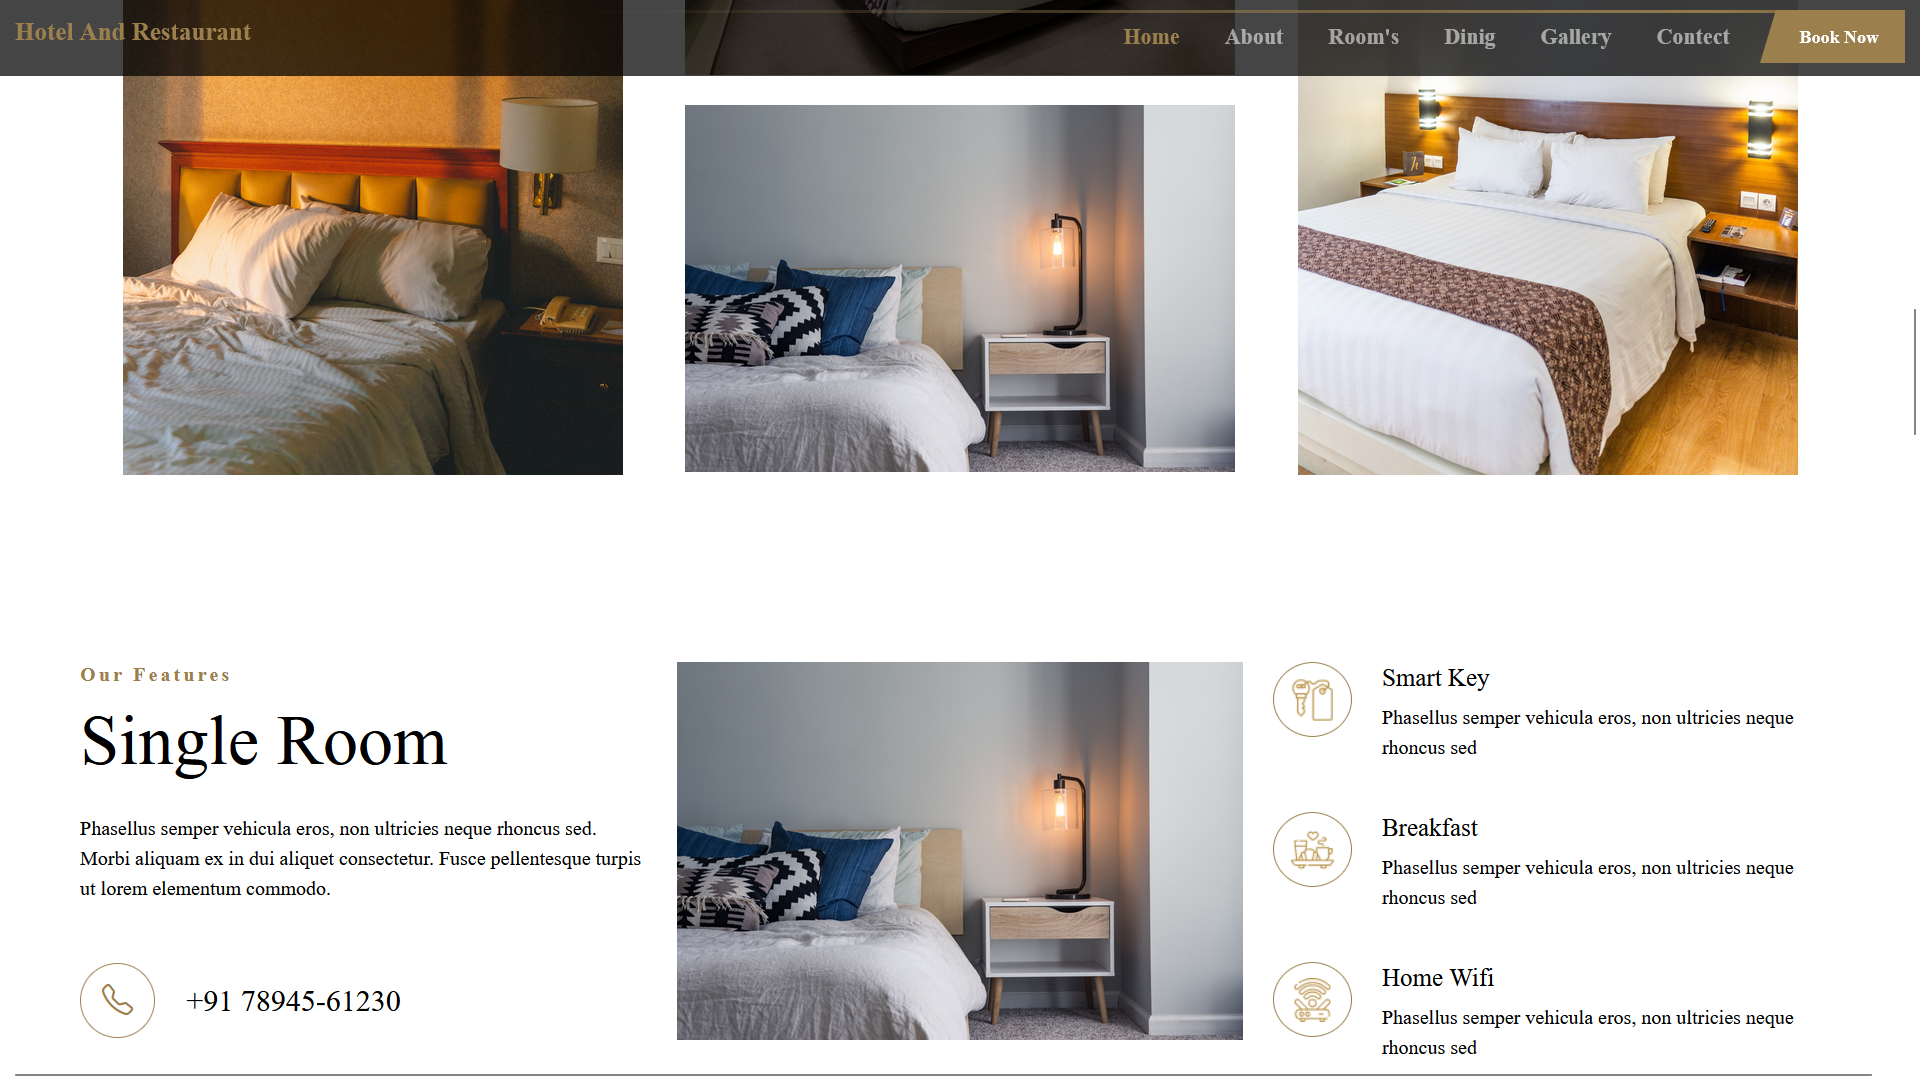 Hotel And Restaurant
Home
About
Room's
Dinig
Gallery
Contect
Book Now
Our Features
Single Room
Phasellus semper vehicula eros, non ultricies neque rhoncus sed.
Morbi aliquam ex in dui aliquet consectetur. Fusce pellentesque turpis
ut lorem elementum commodo.
+91 78945-61230
Smart Key
Phasellus semper vehicula eros, non ultricies neque
rhoncus sed
Breakfast
Phasellus semper vehicula eros, non ultricies neque
rhoncus sed
Home Wifi
Phasellus semper vehicula eros, non ultricies neque
rhoncus sed